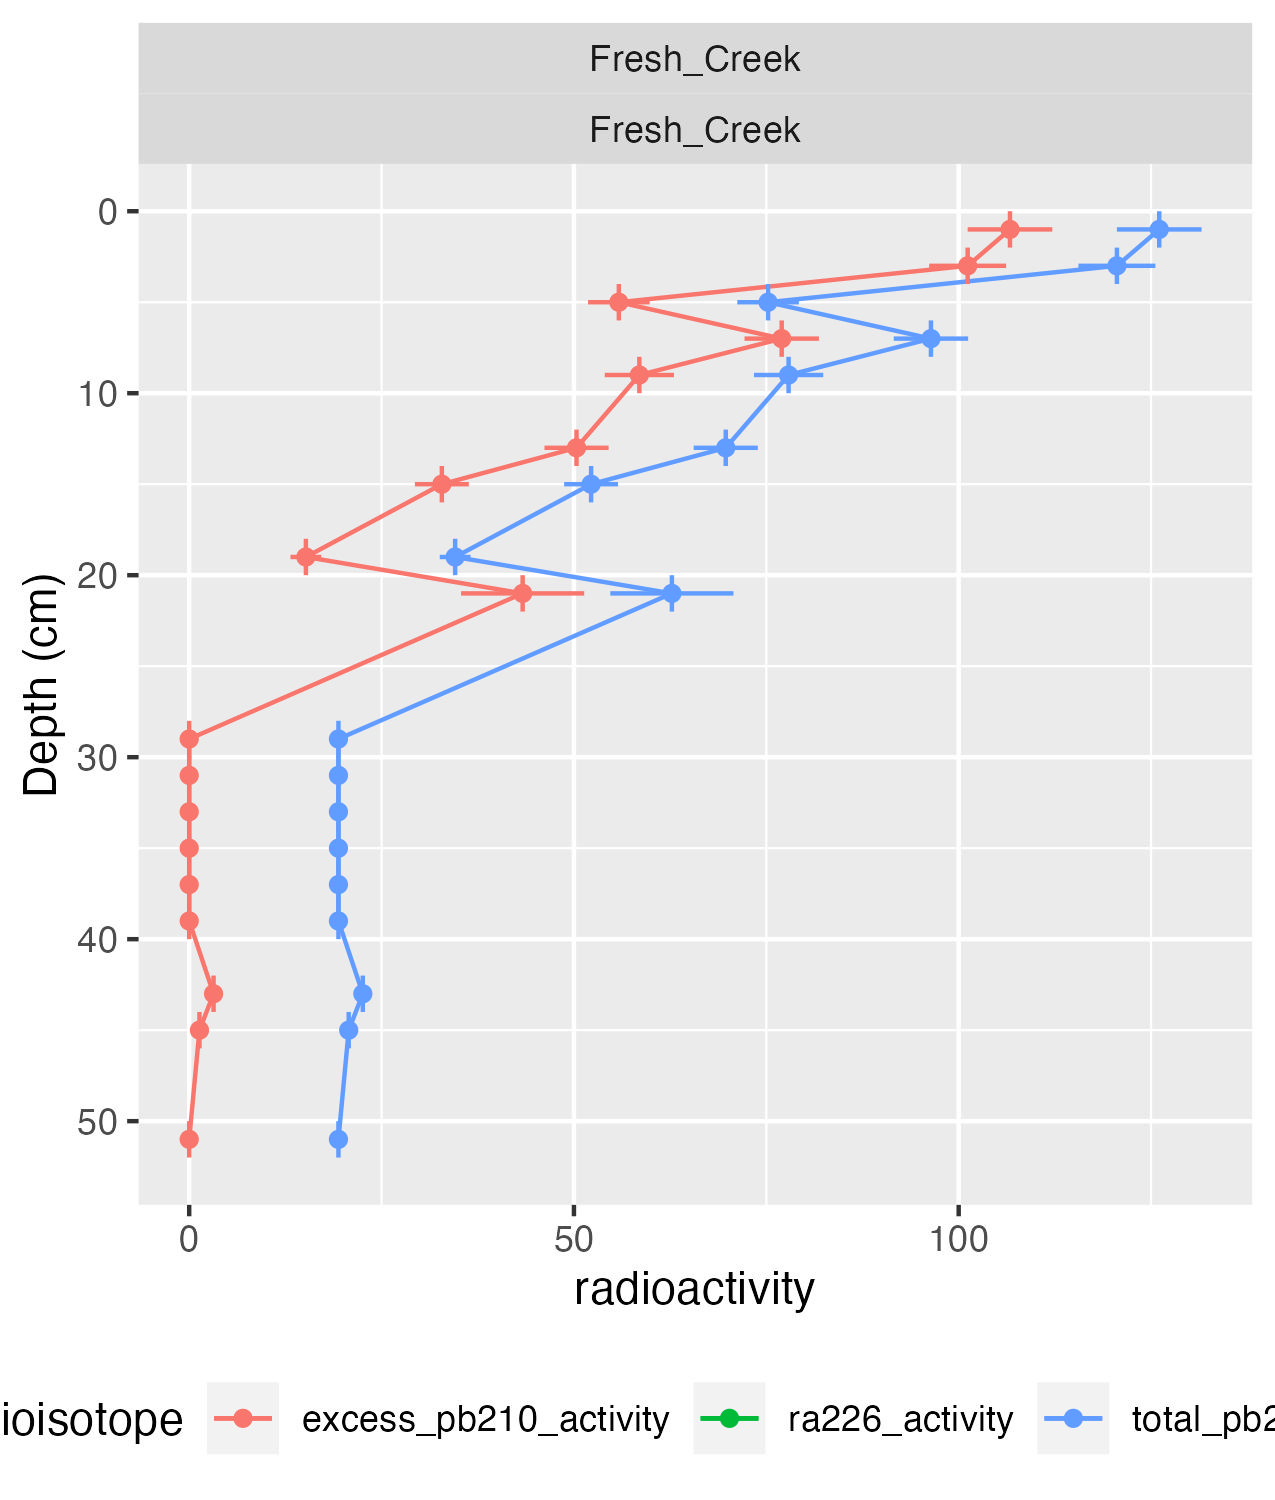 Fresh_Creek
Fresh_Creek
0
10
20
30
40
50
Depth (cm)
0 50 100
radioactivity
ioisotope excess_pb210_activity ra226_activity total_pb2